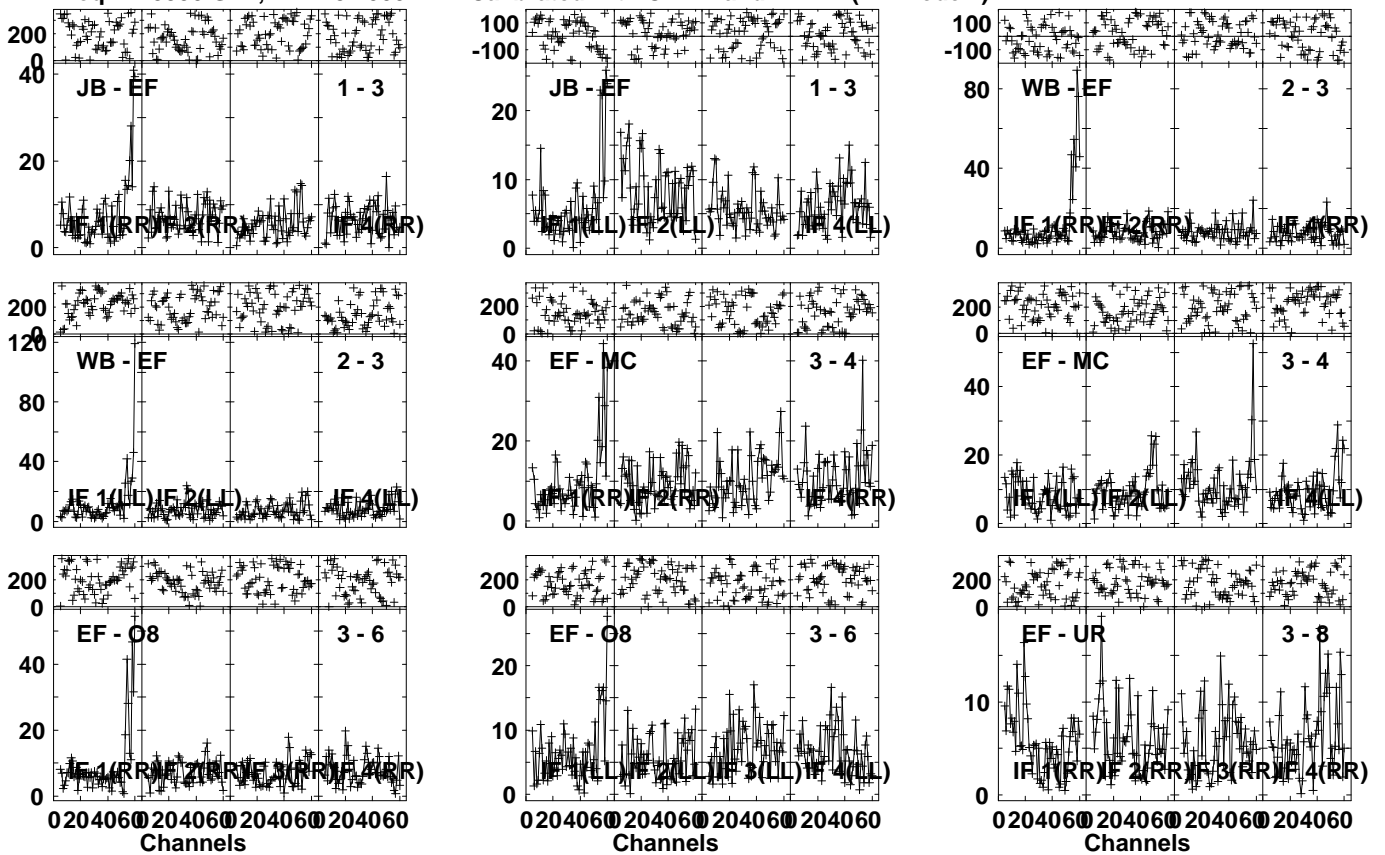 200 100 100
0 -100 -100
40 JB - EF 1 - 3
20
0
IF 1(RR) IF 2(RR) IF 4(RR)
JB - EF 1 - 3
20
10
0
IF 1(LL) IF 2(LL) IF 4(LL)
WB - EF 2 - 3
80
40
0
IF 1(RR) IF 2(RR) IF 4(RR)
200 200 200
0 0 0
120 WB - EF 2 - 3
80
40
0
IF 1(LL) IF 2(LL) IF 4(LL)
EF - MC 3 - 4
40
20
0
IF 1(RR) IF 2(RR) IF 4(RR)
EF - MC 3 - 4
40
20
0
IF 1(LL) IF 2(LL) IF 4(LL)
200 200 200
0 0 0
EF - O8 3 - 6
40
20
0
IF 1(RR) IF 2(RR) IF 3(RR) IF 4(RR)
EF - O8 3 - 6
20
10
0
IF 1(LL) IF 2(LL) IF 3(LL) IF 4(LL)
EF - UR 3 - 8
10
0
IF 1(RR) IF 2(RR) IF 3(RR) IF 4(RR)
0 20 40 60 0 20 40 60 0 20 40 60 0 20 40 60
Channels
0 20 40 60 0 20 40 60 0 20 40 60 0 20 40 60
Channels
0 20 40 60 0 20 40 60 0 20 40 60 0 20 40 60
Channels